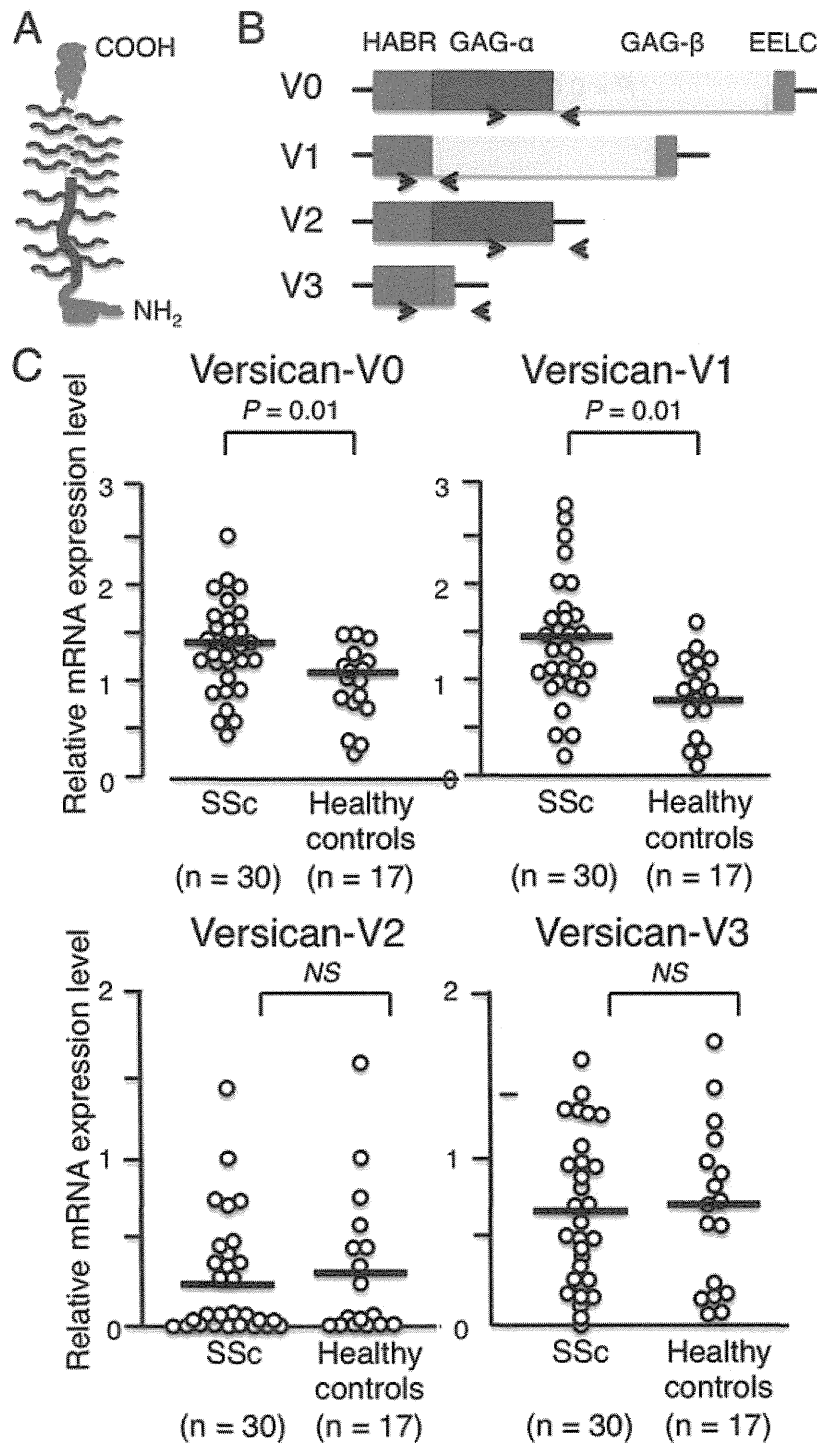 A
COOH
NH2
B
HABR GAG-α GAG-β EELC
V0
V1
V2
V3
C
Versican-V0
P = 0.01
Relative mRNA expression level
3
2
1
0
SSc
Healthy
controls
(n = 30) (n = 17)
Versican-V1
P = 0.01
3
2
1
0
SSc
Healthy
controls
(n = 30) (n = 17)
Versican-V2
NS
Relative mRNA expression level
2
1
0
SSc
Healthy
controls
(n = 30) (n = 17)
Versican-V3
NS
2
1
0
SSc
Healthy
controls
(n = 30) (n = 17)